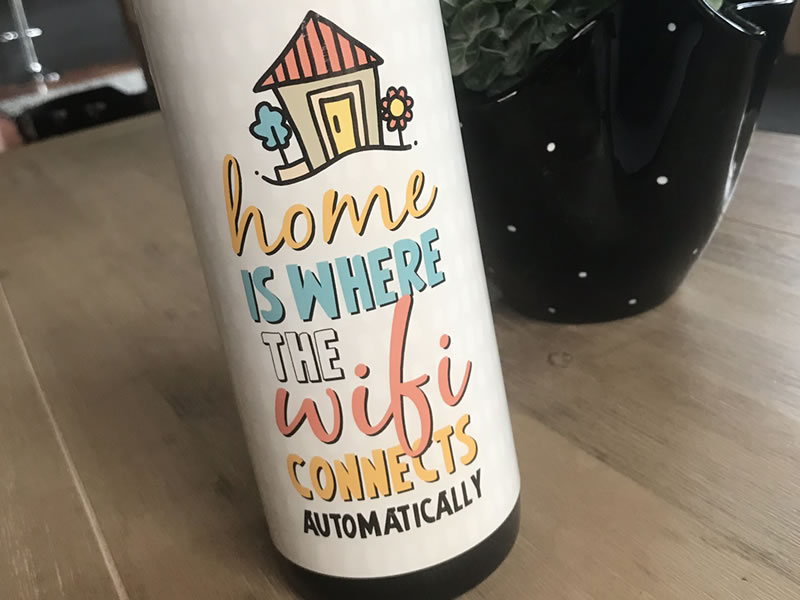 home
IS WHERE
THE
wifi
CONNECTS
AUTOMATICALLY